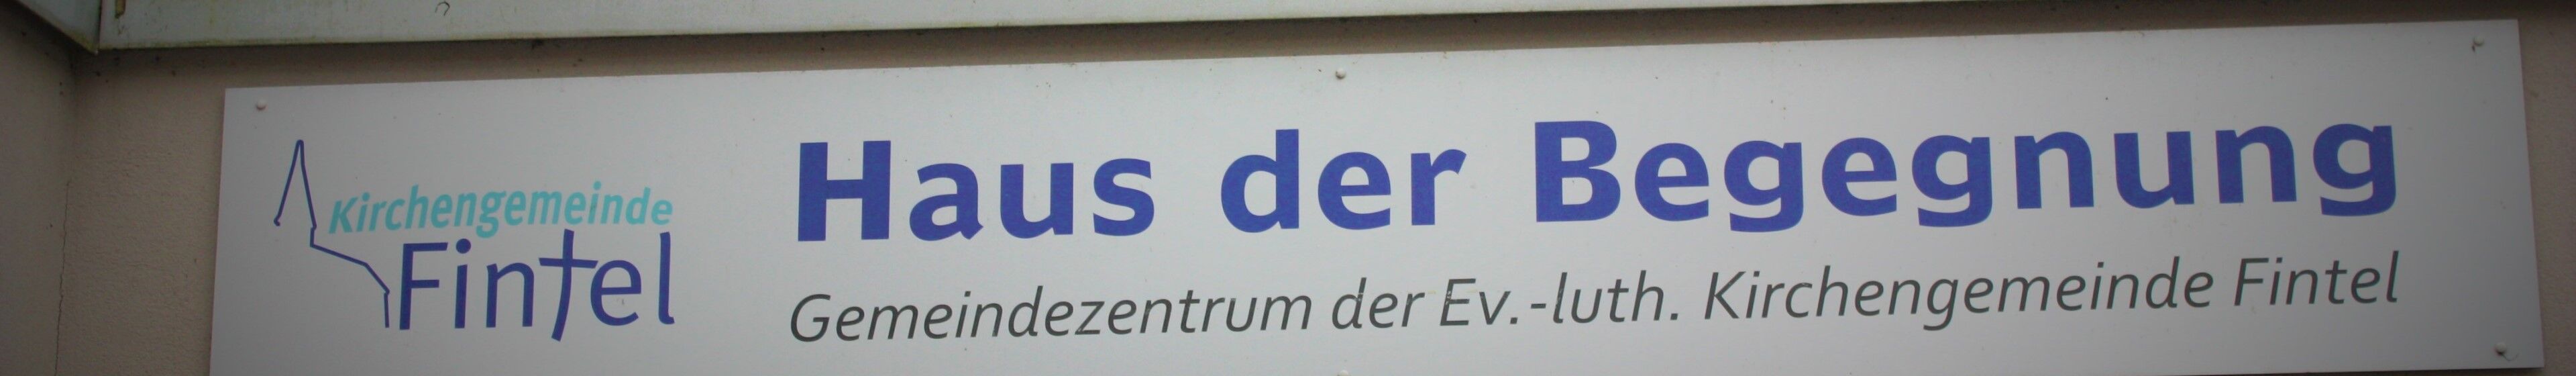 Kirchengemeinde
Fintel
Haus der Begegnung
Gemeindezentrum der Ev.-luth. Kirchengemeinde Fintel